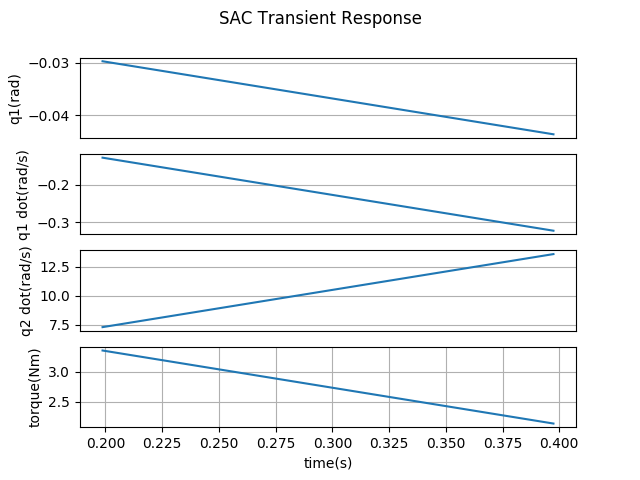 SAC Transient Response
q1(rad)
−0.03
−0.04
q1 dot(rad/s)
−0.2
−0.3
q2 dot(rad/s)
12.5
10.0
7.5
torque(Nm)
3.0
2.5
0.200 0.225 0.250 0.275 0.300 0.325 0.350 0.375 0.400
time(s)